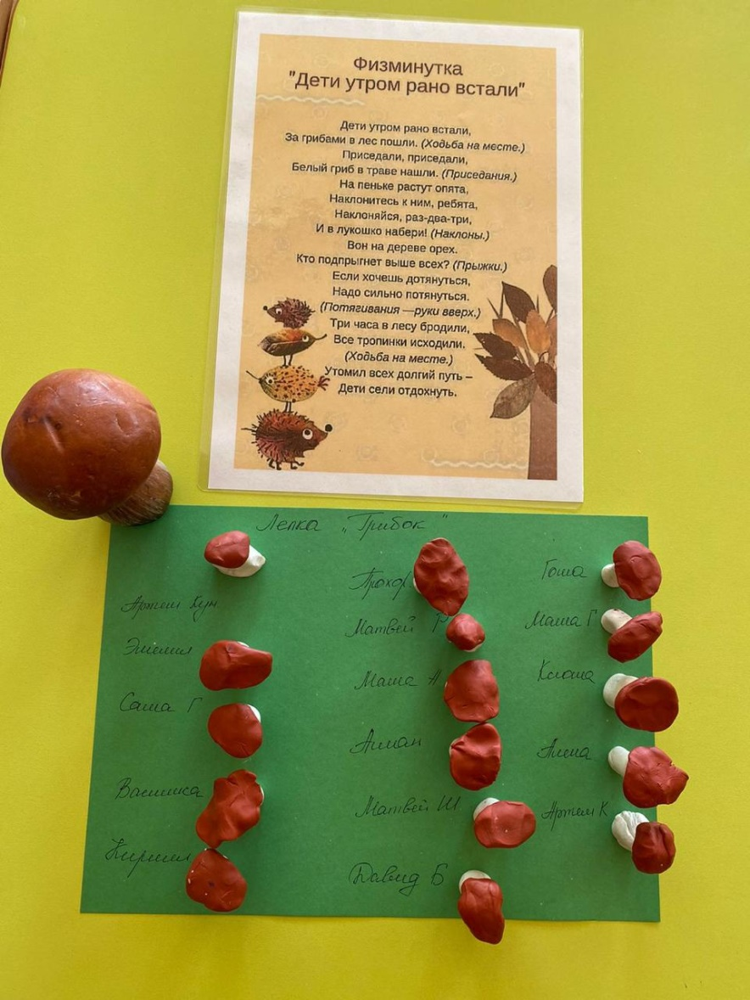 Физминутка
"Дети утром рано встали"
Дети утром рано встали,
За грибами в лес пошли. (Ходьба на месте.)
Приседали, приседали,
Белый гриб в траве нашли. (Приседания.)
На пеньке растут опята,
Наклонитесь к ним, ребята,
Наклоняйся, раз-два-три,
И в лукошко набери! (Наклоны.)
Вон на дереве орех.
Кто подпрыгнет выше всех? (Прыжки.)
Если хочешь дотянуться,
Надо сильно потянуться.
(Потягивания —руки вверх.)
Три часа в лесу бродили,
Все тропинки исходили.
(Ходьба на месте.)
Утомил всех долгий путь –
Дети сели отдохнуть.
Лепка „Грибок"
Артем Кун.
Саша Г
Василика
Кирилл
Прохор
Матвей Р
Маша А
Алман
Матвей Ш
Давид Б
Гоша
Маша Г
Ксюша
Алиса
Артем К